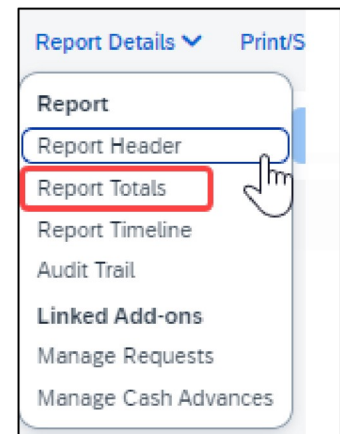 Report Details Print/S
Report
Report Header
Report Totals
Report Timeline
Audit Trail
Linked Add-ons
Manage Requests
Manage Cash Advances